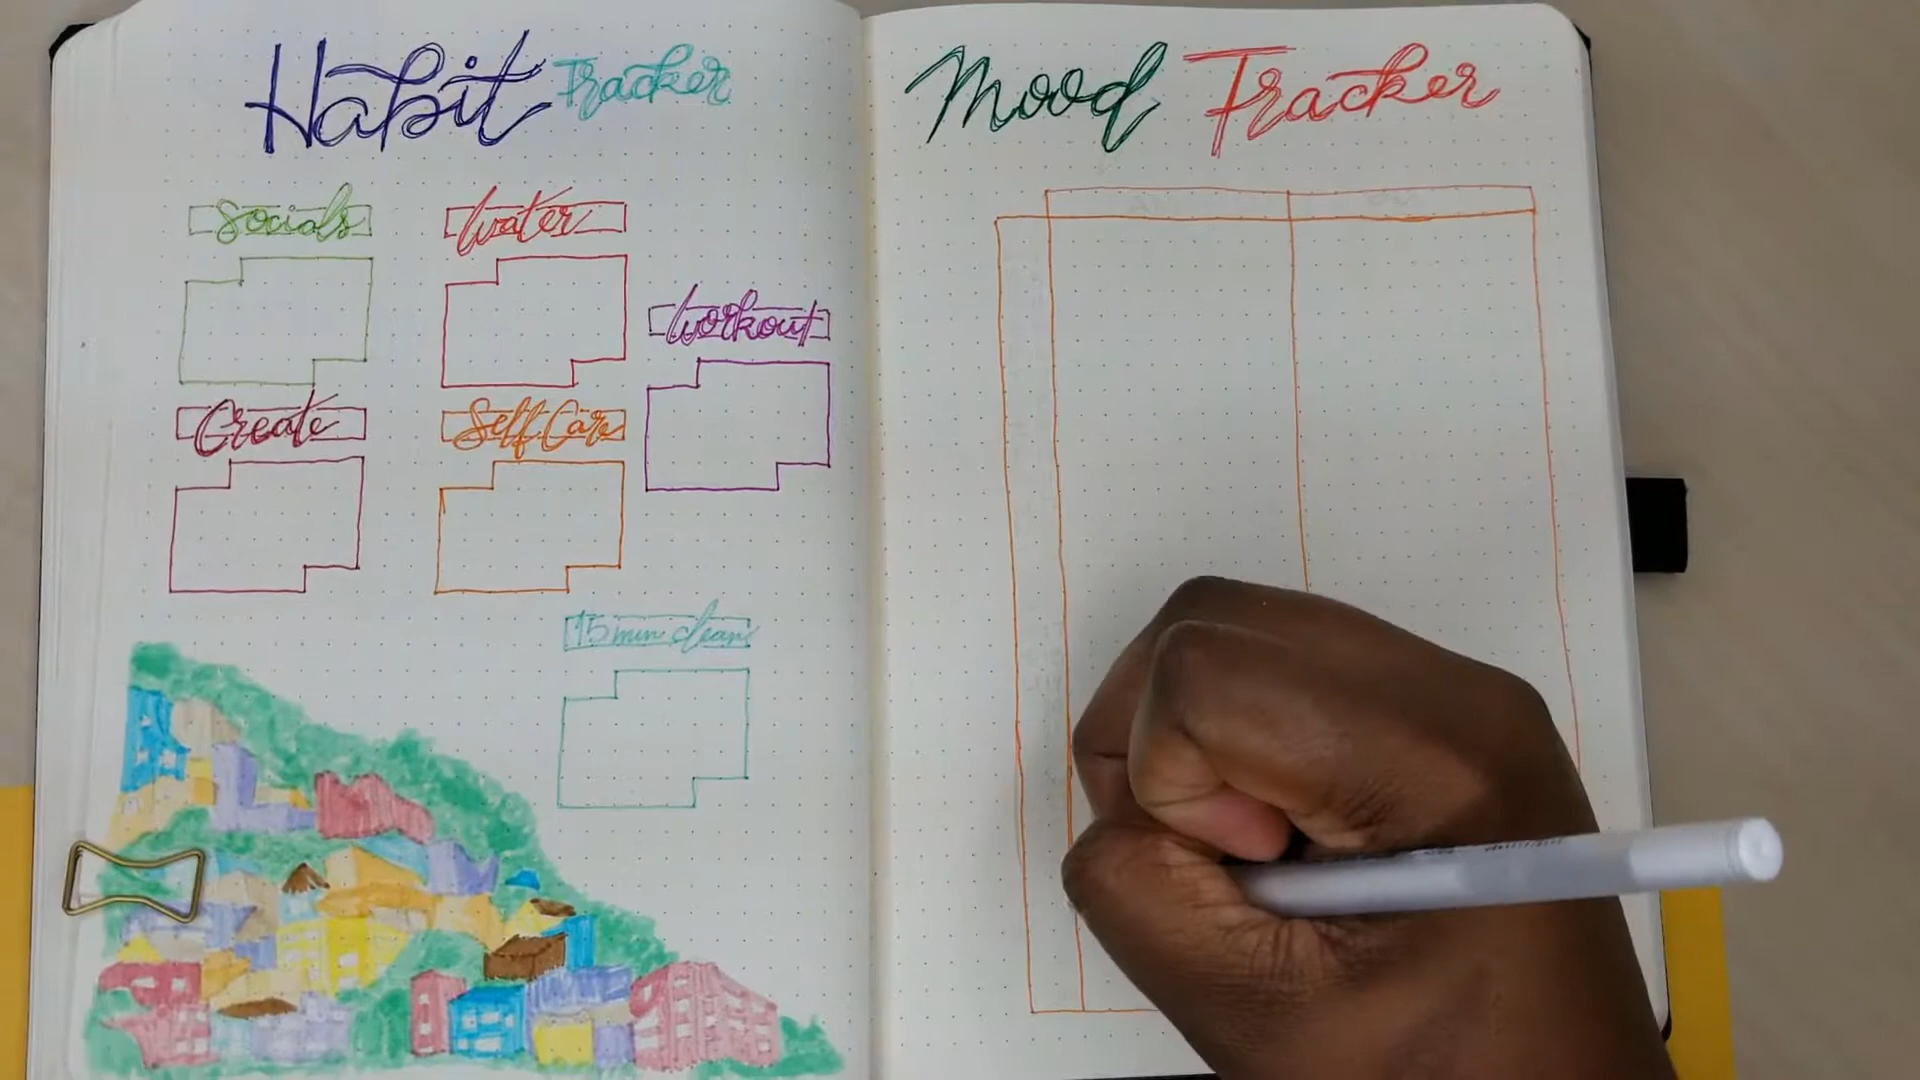 Habit Tracker
Mood Tracker
Socials
Water
Workout
Create
Self Care
15 min clean